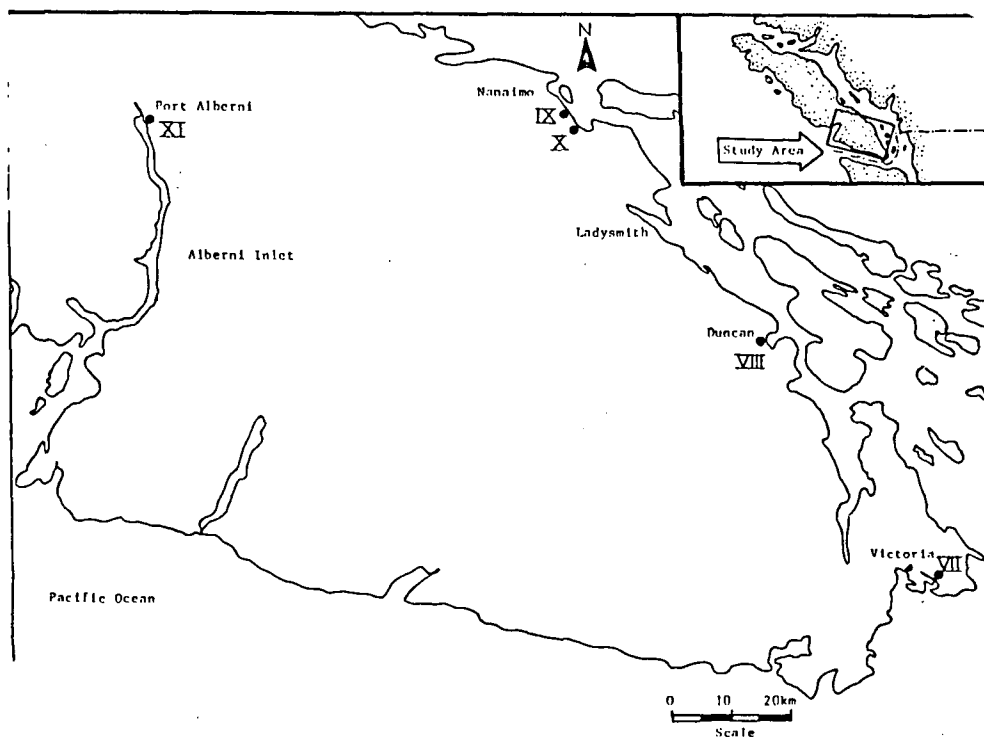 N
Port Alberni
XI
Nanaimo
IX
X
Study Area
Ladysmith
Alberni Inlet
Duncan
VIII
Victoria
VII
Pacific Ocean
0 10 20km
Scale